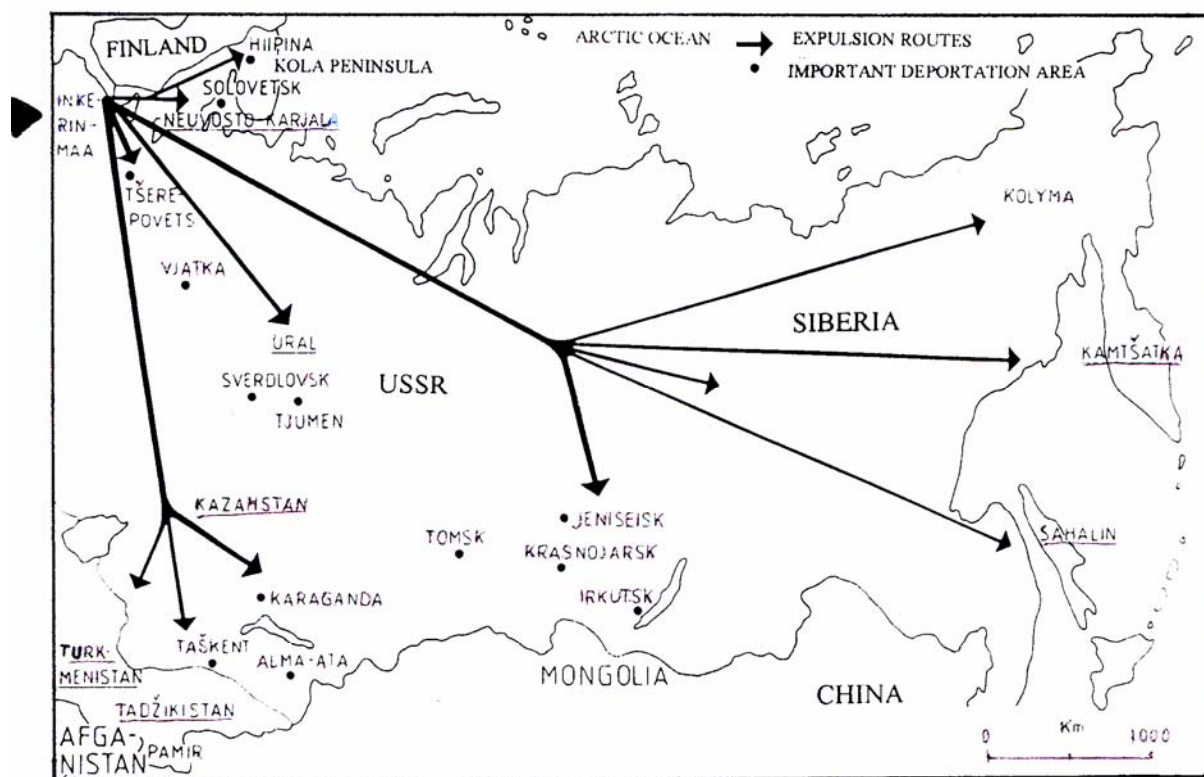 FINLAND
HIIPINA
KOLA PENINSULA
ARCTIC OCEAN
EXPULSION ROUTES
IMPORTANT DEPORTATION AREA
INKE-
RIN-
MAA
SOLOVETSK
NEUVOSTO-KARJALA
TŠERE-
POVETS
VJATKA
KOLYMA
URAL
SIBERIA
KAMTŠATKA
SVERDLOVSK
TJUMEN
USSR
KAZAHSTAN
TOMSK
JENISEISK
KRASNOJARSK
IRKUTSK
SAHALIN
KARAGANDA
TURK-
MENISTAN
TAŠKENT
ALMA-ATA
MONGOLIA
CHINA
TADŽIKISTAN
AFGA-
NISTAN
PAMIR
0 Km 1000